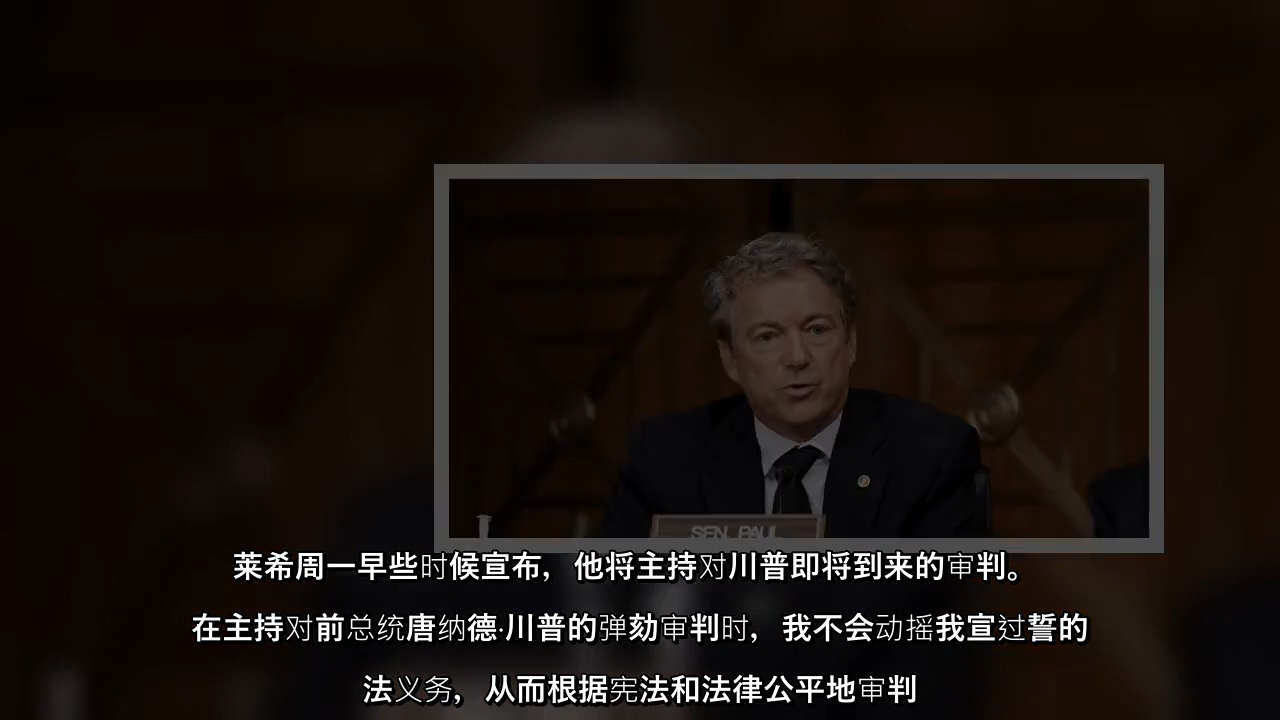 SEN. PAUL
莱希周一早些时候宣布，他将主持对川普即将到来的审判。
在主持对前总统唐纳德·川普的弹劾审判时，我不会动摇我宣过誓的
法义务，从而根据宪法和法律公平地审判